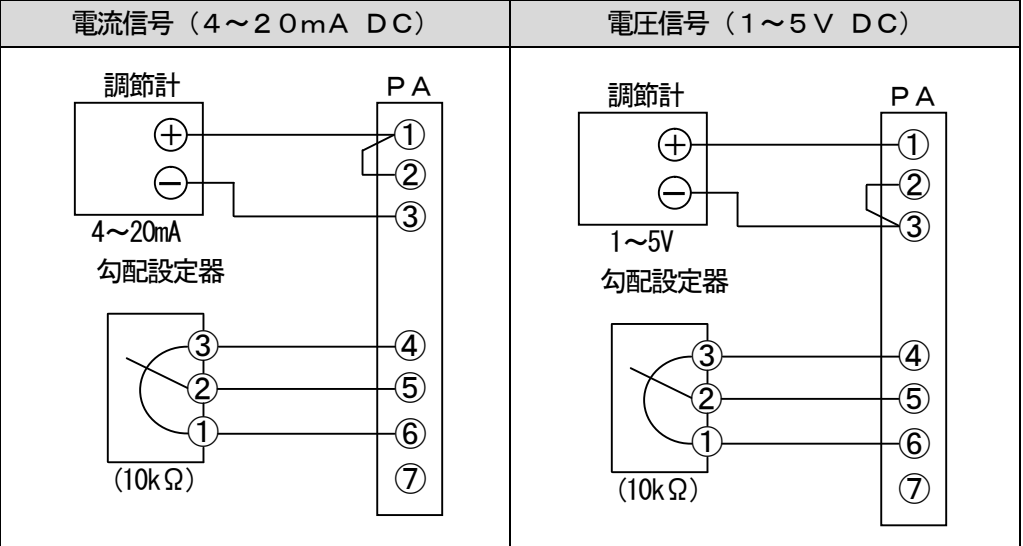 電流信号（４～２０ｍＡ ＤＣ）
調節計
ＰＡ
＋
①
②
－
③
4～20mA
勾配設定器
③
④
②
⑤
①
⑥
⑦
(10kΩ)
電圧信号（１～５Ｖ ＤＣ）
調節計
ＰＡ
＋
①
②
－
③
1～5V
勾配設定器
③
④
②
⑤
①
⑥
⑦
(10kΩ)